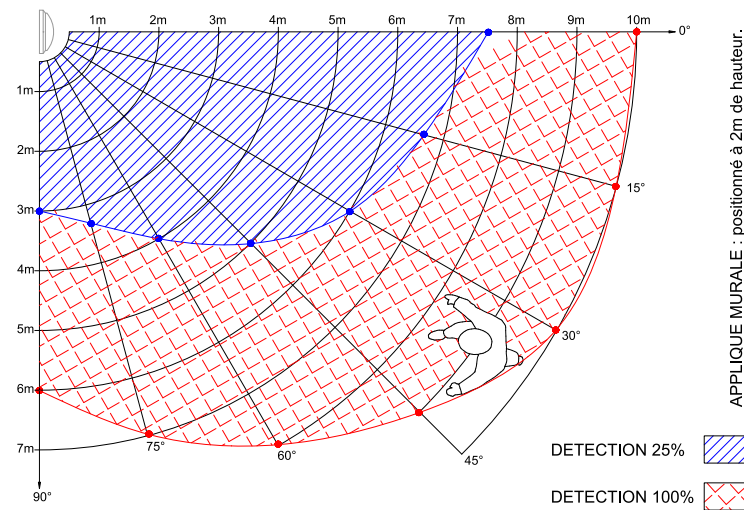 1m 2m 3m 4m 5m 6m 7m 8m 9m 10m 0°
1m
2m
3m
4m
5m
6m
7m
90°
75°
60°
45°
30°
15°
APPLIQUE MURALE : positionné à 2m de hauteur.
DETECTION 25%
DETECTION 100%